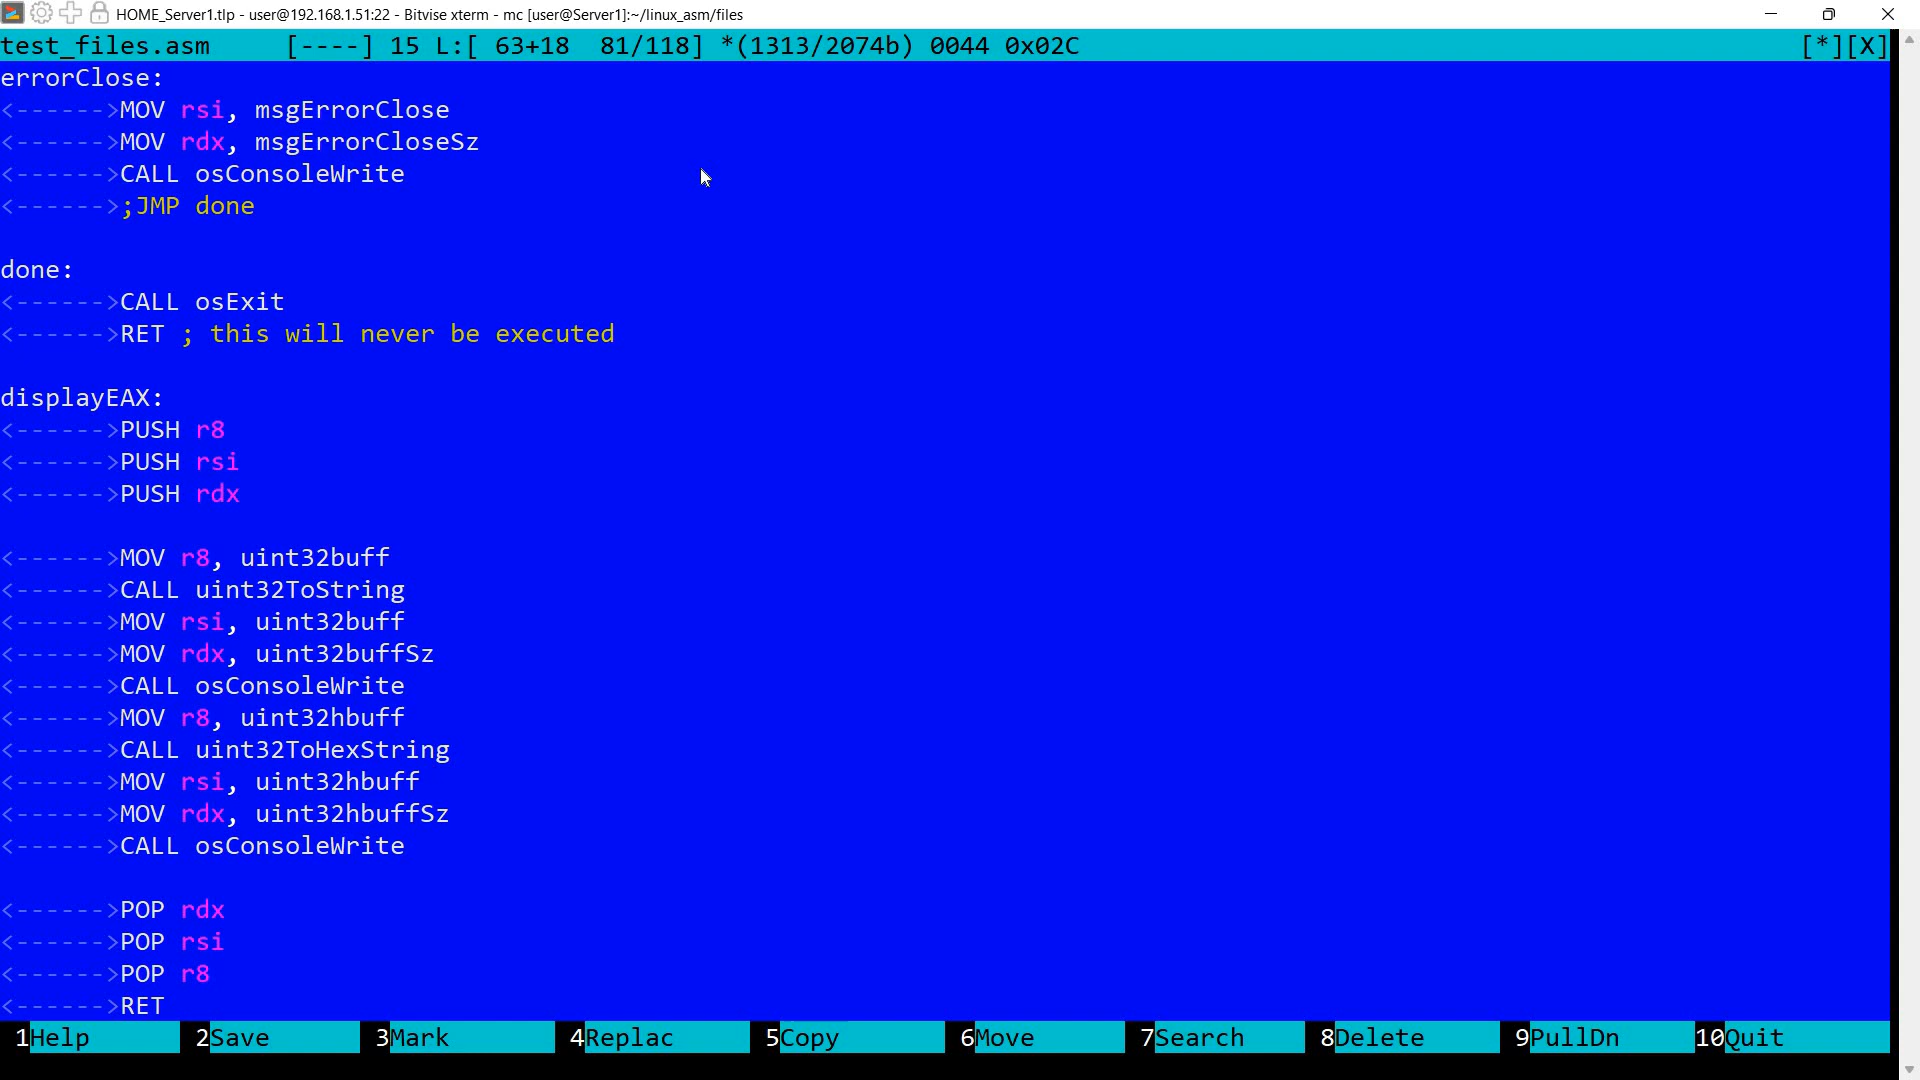 HOME_Server1.tlp - user@192.168.1.51:22 - Bitvise xterm - mc [user@Server1]:~/linux_asm/files
test_files.asm     [----] 15 L:[ 63+18  81/118] *(1313/2074b) 0044 0x02C [*][X]
errorClose:
<------>MOV rsi, msgErrorClose
<------>MOV rdx, msgErrorCloseSz
<------>CALL osConsoleWrite
<------>;JMP done
done:
<------>CALL osExit
<------>RET ; this will never be executed
displayEAX:
<------>PUSH r8
<------>PUSH rsi
<------>PUSH rdx
<------>MOV r8, uint32buff
<------>CALL uint32ToString
<------>MOV rsi, uint32buff
<------>MOV rdx, uint32buffSz
<------>CALL osConsoleWrite
<------>MOV r8, uint32hbuff
<------>CALL uint32ToHexString
<------>MOV rsi, uint32hbuff
<------>MOV rdx, uint32hbuffSz
<------>CALL osConsoleWrite
<------>POP rdx
<------>POP rsi
<------>POP r8
<------>RET
1Help 2Save 3Mark 4Replac 5Copy 6Move 7Search 8Delete 9PullDn 10Quit